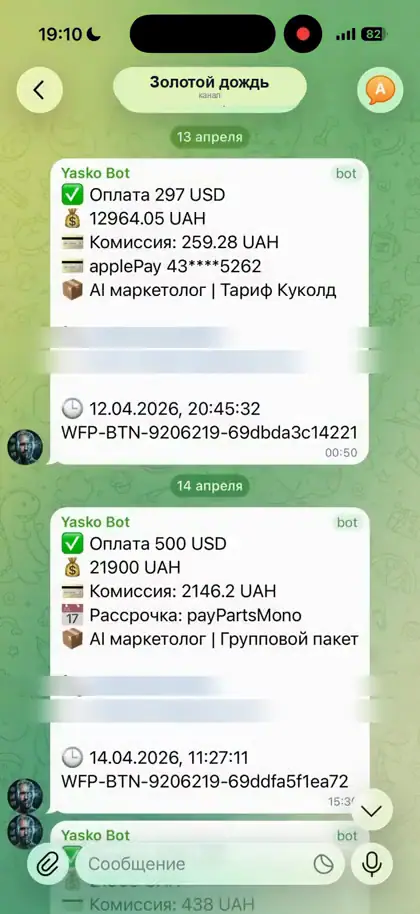 19:10
82
Золотой дождь
канал
A
13 апреля
Yasko Bot
bot
Оплата 297 USD
12964.05 UAH
Комиссия: 259.28 UAH
applePay 43****5262
AI маркетолог | Тариф Куколд
12.04.2026, 20:45:32
WFP-BTN-9206219-69dbda3c14221
00:50
14 апреля
Yasko Bot
bot
Оплата 500 USD
21900 UAH
Комиссия: 2146.2 UAH
17 Рассрочка: payPartsMono
AI маркетолог | Групповой пакет
14.04.2026, 11:27:11
WFP-BTN-9206219-69ddfa5f1ea72
Yasko Bot
bot
Сообщение
Комиссия: 438 UAH